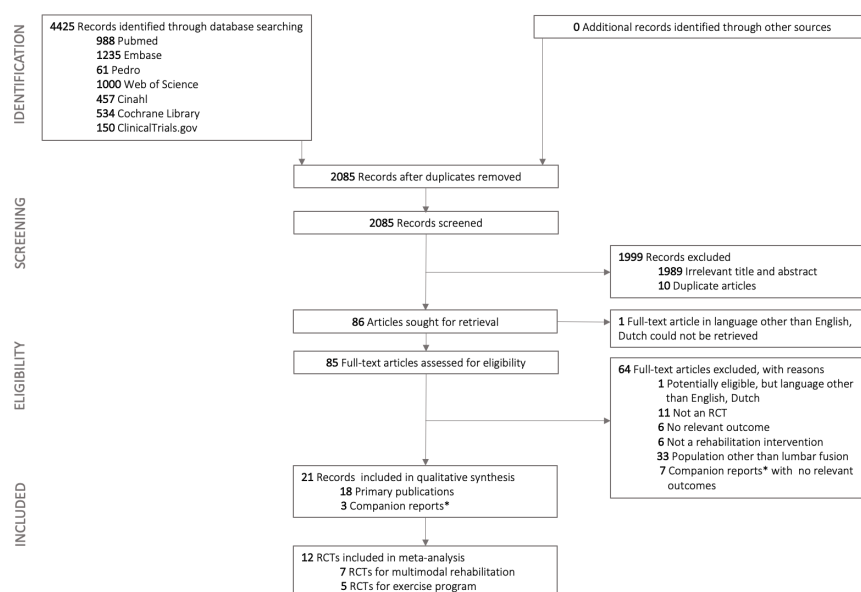 IDENTIFICATION
4425 Records identified through database searching
988 Pubmed
1235 Embase
61 Pedro
1000 Web of Science
457 Cinahl
534 Cochrane Library
150 ClinicalTrials.gov
0 Additional records identified through other sources
2085 Records after duplicates removed
SCREENING
2085 Records screened
1999 Records excluded
1989 Irrelevant title and abstract
10 Duplicate articles
ELIGIBILITY
86 Articles sought for retrieval
1 Full-text article in language other than English,
Dutch could not be retrieved
85 Full-text articles assessed for eligibility
64 Full-text articles excluded, with reasons
1 Potentially eligible, but language other
than English, Dutch
11 Not an RCT
6 No relevant outcome
6 Not a rehabilitation intervention
33 Population other than lumbar fusion
7 Companion reports* with no relevant
outcomes
INCLUDED
21 Records included in qualitative synthesis
18 Primary publications
3 Companion reports*
12 RCTs included in meta-analysis
7 RCTs for multimodal rehabilitation
5 RCTs for exercise program